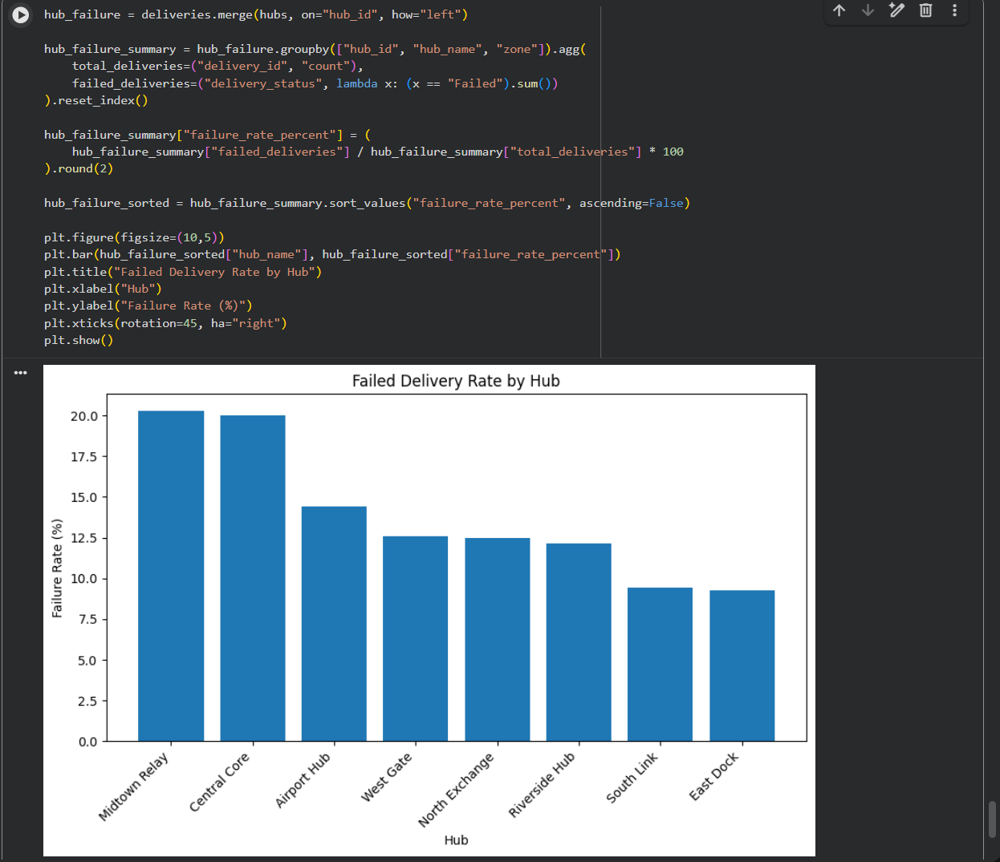 hub_failure = deliveries.merge(hubs, on="hub_id", how="left")
hub_failure_summary = hub_failure.groupby(["hub_id", "hub_name", "zone"]).agg(
    total_deliveries=("delivery_id", "count"),
    failed_deliveries=("delivery_status", lambda x: (x == "Failed").sum())
).reset_index()
hub_failure_summary["failure_rate_percent"] = (
    hub_failure_summary["failed_deliveries"] / hub_failure_summary["total_deliveries"] * 100
).round(2)
hub_failure_sorted = hub_failure_summary.sort_values("failure_rate_percent", ascending=False)
plt.figure(figsize=(10,5))
plt.bar(hub_failure_sorted["hub_name"], hub_failure_sorted["failure_rate_percent"])
plt.title("Failed Delivery Rate by Hub")
plt.xlabel("Hub")
plt.ylabel("Failure Rate (%)")
plt.xticks(rotation=45, ha="right")
plt.show()
Failed Delivery Rate by Hub
Failure Rate (%)
20.0
17.5
15.0
12.5
10.0
7.5
5.0
2.5
0.0
Midtown Relay
Central Core
Airport Hub
West Gate
North Exchange
Riverside Hub
South Link
East Dock
Hub